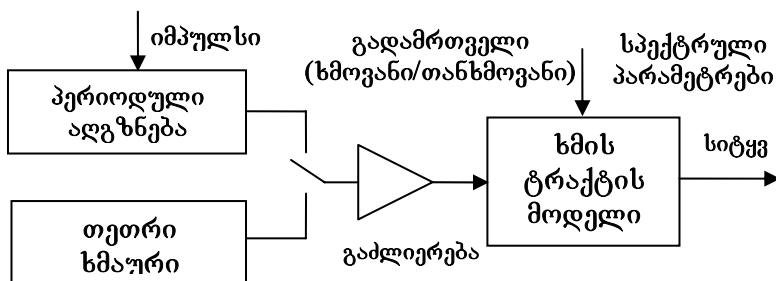 იმპულსი
პერიოდული
აღგზნება
გადამრთველი
(ხმოვანი/თანხმოვანი)
სპექტრული
პარამეტრები
ხმის
ტრაქტის
მოდელი
სიტყვ
თეთრი
ხმაური
გაძლიერება